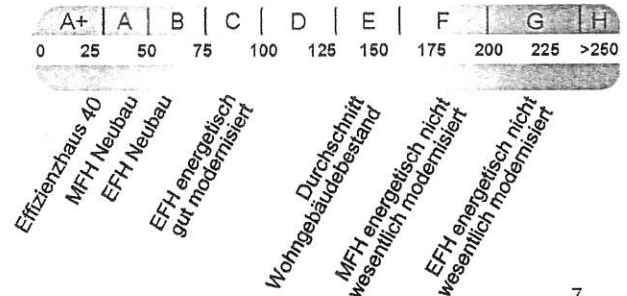 A+ | A | B | C | D | E | F | G | H
0 25 50 75 100 125 150 175 200 225 >250
Effizienzhaus 40
MFH Neubau
EFH Neubau
EFH energetisch
gut modernisiert
Durchschnitt
Wohngebäudebestand
MFH energetisch nicht
wesentlich modernisiert
EFH energetisch nicht
wesentlich modernisiert
7